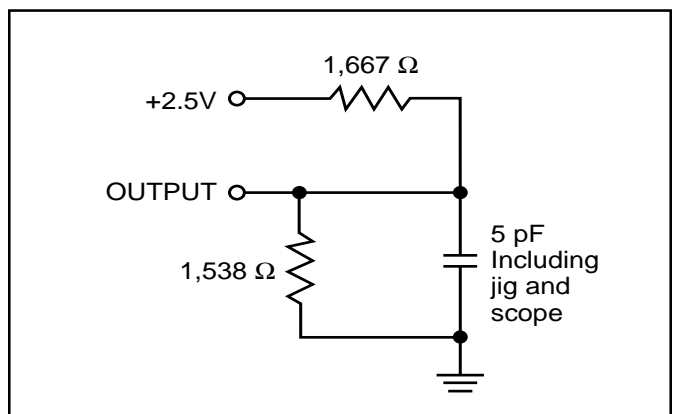 1,667 Ω
+2.5V
OUTPUT
1,538 Ω
5 pF
Including
jig and
scope